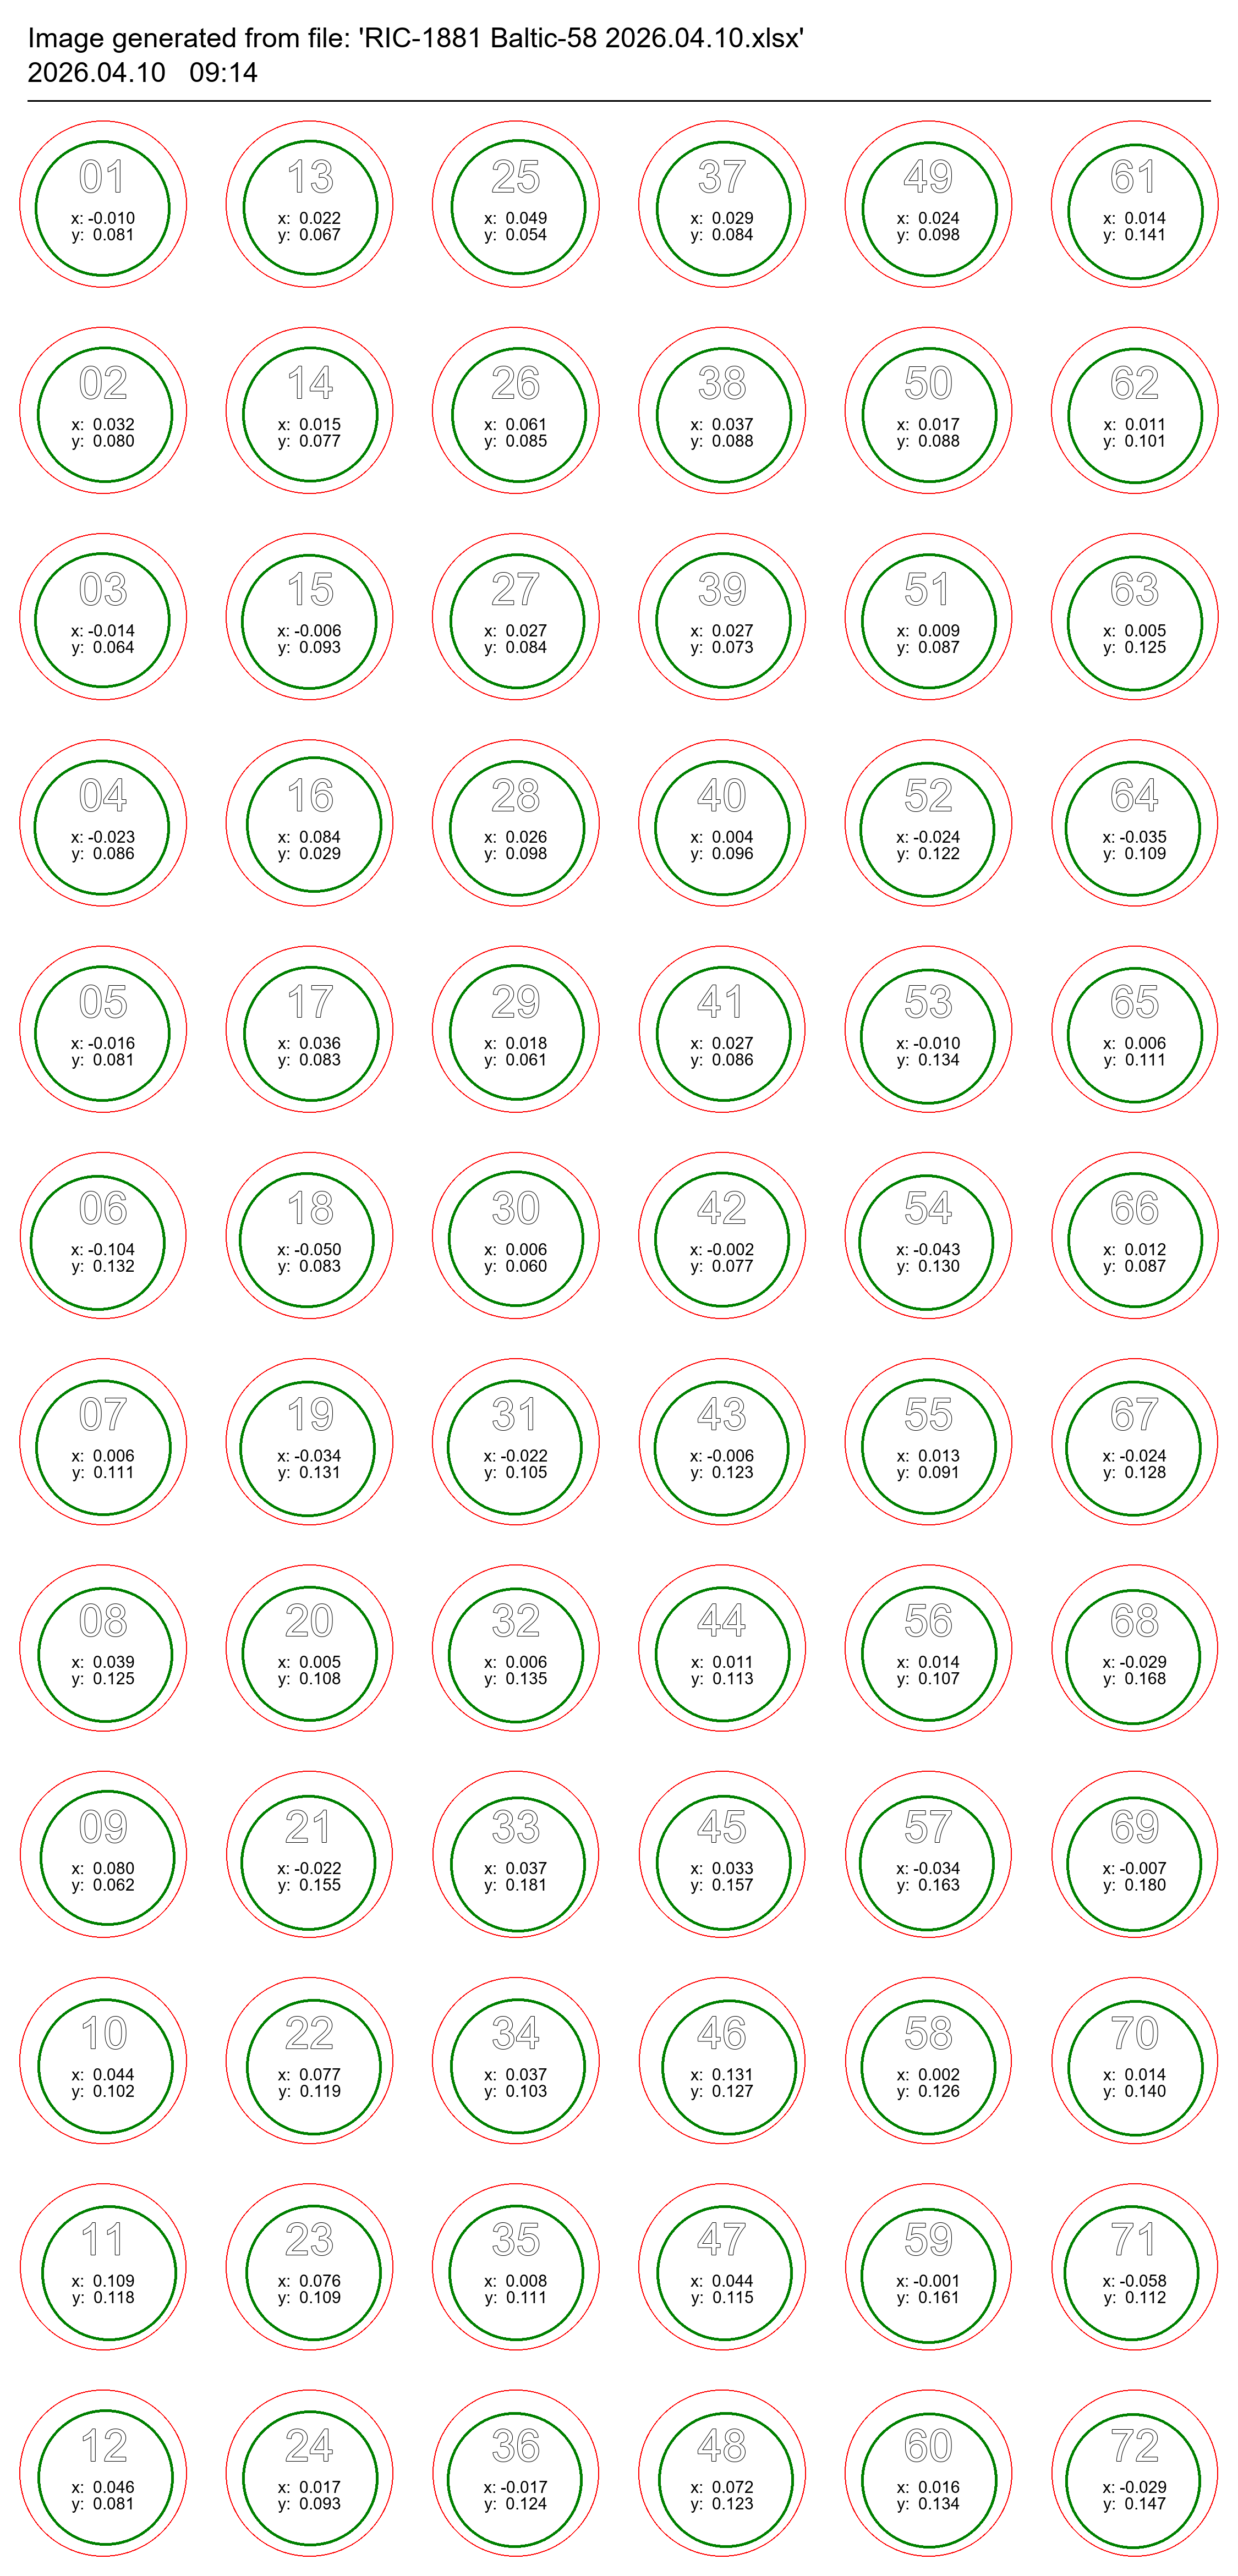 Image generated from file: 'RIC-1881 Baltic-58 2026.04.10.xlsx'
2026.04.10   09:14
01 13 25 37 49 61
x: -0.010 x: 0.022 x: 0.049 x: 0.029 x: 0.024 x: 0.014
y: 0.081 y: 0.067 y: 0.054 y: 0.084 y: 0.098 y: 0.141
02 14 26 38 50 62
x: 0.032 x: 0.015 x: 0.061 x: 0.037 x: 0.017 x: 0.011
y: 0.080 y: 0.077 y: 0.085 y: 0.088 y: 0.088 y: 0.101
03 15 27 39 51 63
x: -0.014 x: -0.006 x: 0.027 x: 0.027 x: 0.009 x: 0.005
y: 0.064 y: 0.093 y: 0.084 y: 0.073 y: 0.087 y: 0.125
04 16 28 40 52 64
x: -0.023 x: 0.084 x: 0.026 x: 0.004 x: -0.024 x: -0.035
y: 0.086 y: 0.029 y: 0.098 y: 0.096 y: 0.122 y: 0.109
05 17 29 41 53 65
x: -0.016 x: 0.036 x: 0.018 x: 0.027 x: -0.010 x: 0.006
y: 0.081 y: 0.083 y: 0.061 y: 0.086 y: 0.134 y: 0.111
06 18 30 42 54 66
x: -0.104 x: -0.050 x: 0.006 x: -0.002 x: -0.043 x: 0.012
y: 0.132 y: 0.083 y: 0.060 y: 0.077 y: 0.130 y: 0.087
07 19 31 43 55 67
x: 0.006 x: -0.034 x: -0.022 x: -0.006 x: 0.013 x: -0.024
y: 0.111 y: 0.131 y: 0.105 y: 0.123 y: 0.091 y: 0.128
08 20 32 44 56 68
x: 0.039 x: 0.005 x: 0.006 x: 0.011 x: 0.014 x: -0.029
y: 0.125 y: 0.108 y: 0.135 y: 0.113 y: 0.107 y: 0.168
09 21 33 45 57 69
x: 0.080 x: -0.022 x: 0.037 x: 0.033 x: -0.034 x: -0.007
y: 0.062 y: 0.155 y: 0.181 y: 0.157 y: 0.163 y: 0.180
10 22 34 46 58 70
x: 0.044 x: 0.077 x: 0.037 x: 0.131 x: 0.002 x: 0.014
y: 0.102 y: 0.119 y: 0.103 y: 0.127 y: 0.126 y: 0.140
11 23 35 47 59 71
x: 0.109 x: 0.076 x: 0.008 x: 0.044 x: -0.001 x: -0.058
y: 0.118 y: 0.109 y: 0.111 y: 0.115 y: 0.161 y: 0.112
12 24 36 48 60 72
x: 0.046 x: 0.017 x: -0.017 x: 0.072 x: 0.016 x: -0.029
y: 0.081 y: 0.093 y: 0.124 y: 0.123 y: 0.134 y: 0.147